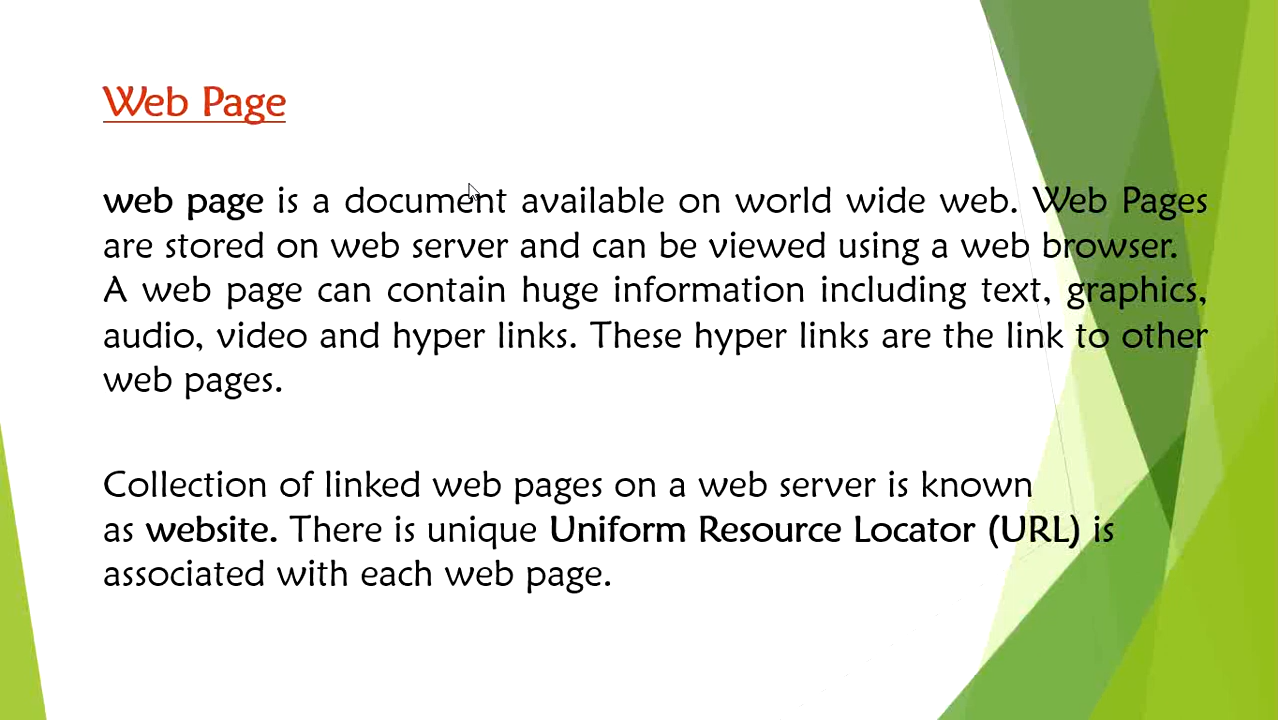 Web Page
web page is a document available on world wide web. Web Pages
are stored on web server and can be viewed using a web browser.
A web page can contain huge information including text, graphics,
audio, video and hyper links. These hyper links are the link to other
web pages.
Collection of linked web pages on a web server is known
as website. There is unique Uniform Resource Locator (URL) is
associated with each web page.